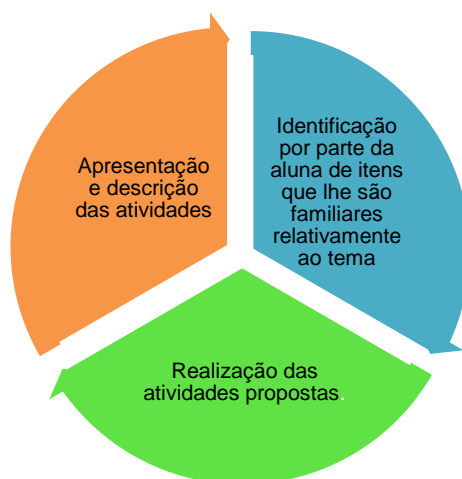 Apresentação
e descrição
das atividades
Identificação
por parte da
aluna de itens
que lhe são
familiares
relativamente
ao tema
Realização das
atividades propostas.